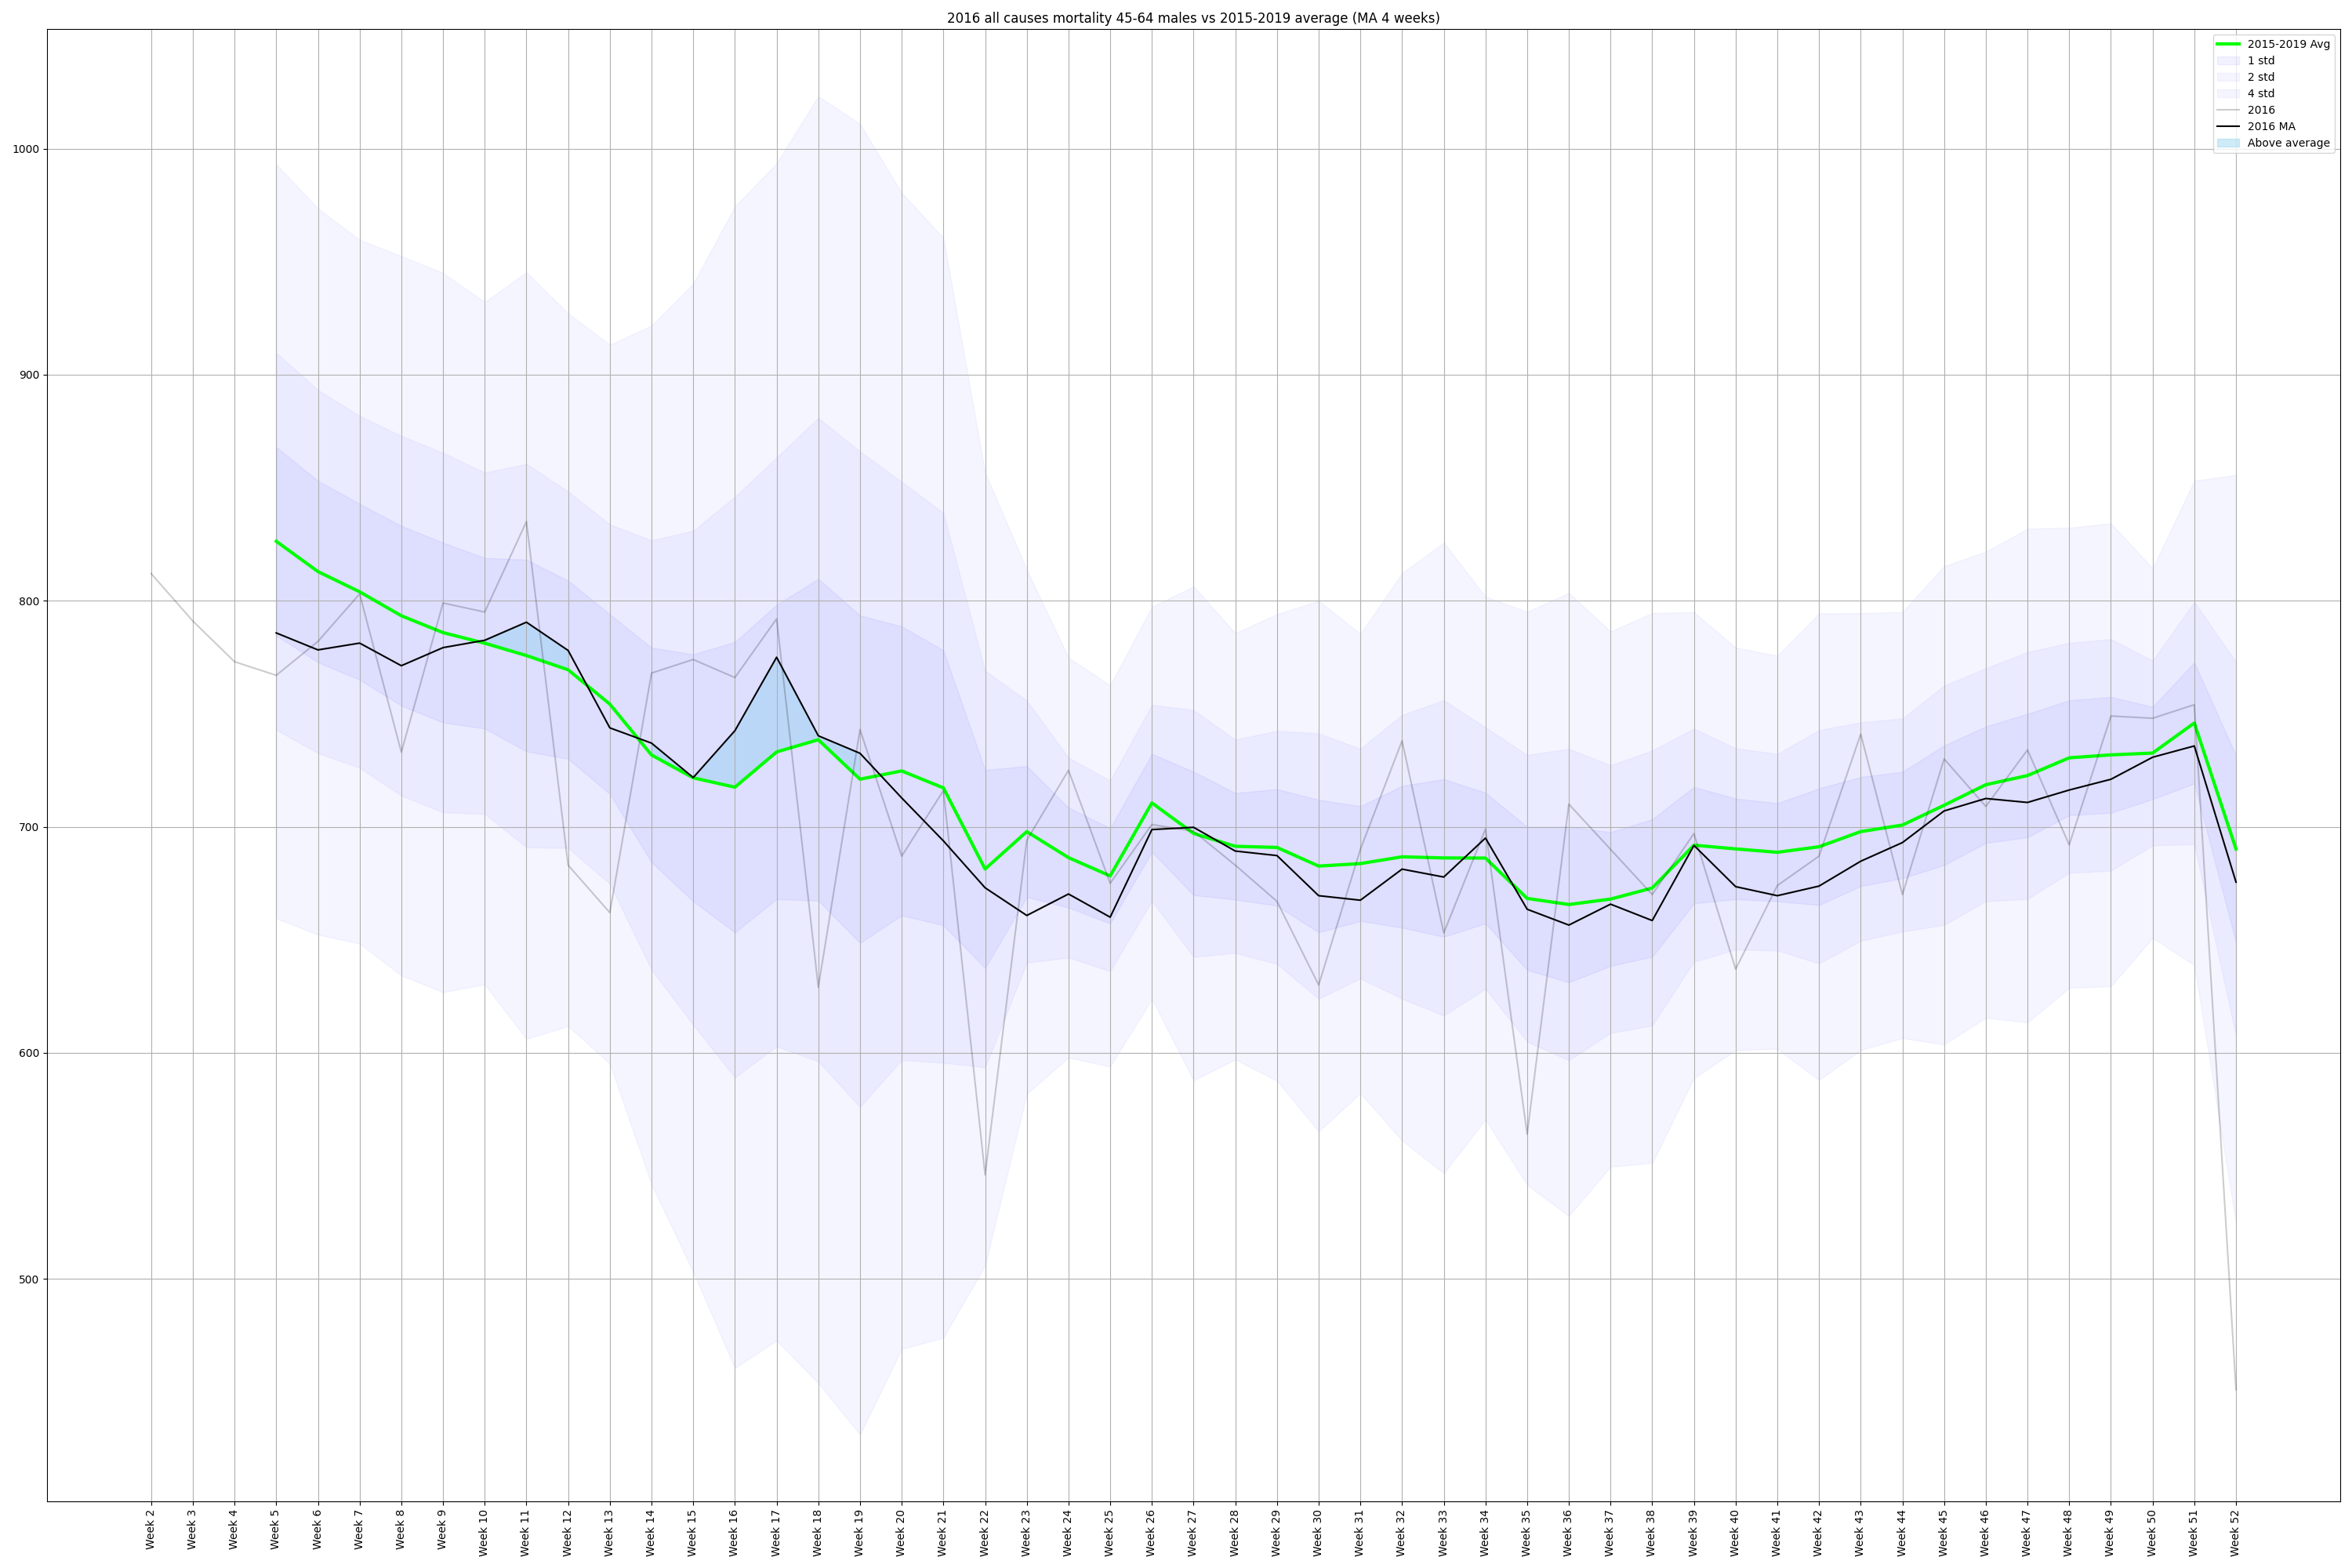 2016 all causes mortality 45-64 males vs 2015-2019 average (MA 4 weeks)
2015-2019 Avg
1 std
2 std
4 std
2016
2016 MA
Above average
1000
900
800
700
600
500
Week 2
Week 3
Week 4
Week 5
Week 6
Week 7
Week 8
Week 9
Week 10
Week 11
Week 12
Week 13
Week 14
Week 15
Week 16
Week 17
Week 18
Week 19
Week 20
Week 21
Week 22
Week 23
Week 24
Week 25
Week 26
Week 27
Week 28
Week 29
Week 30
Week 31
Week 32
Week 33
Week 34
Week 35
Week 36
Week 37
Week 38
Week 39
Week 40
Week 41
Week 42
Week 43
Week 44
Week 45
Week 46
Week 47
Week 48
Week 49
Week 50
Week 51
Week 52